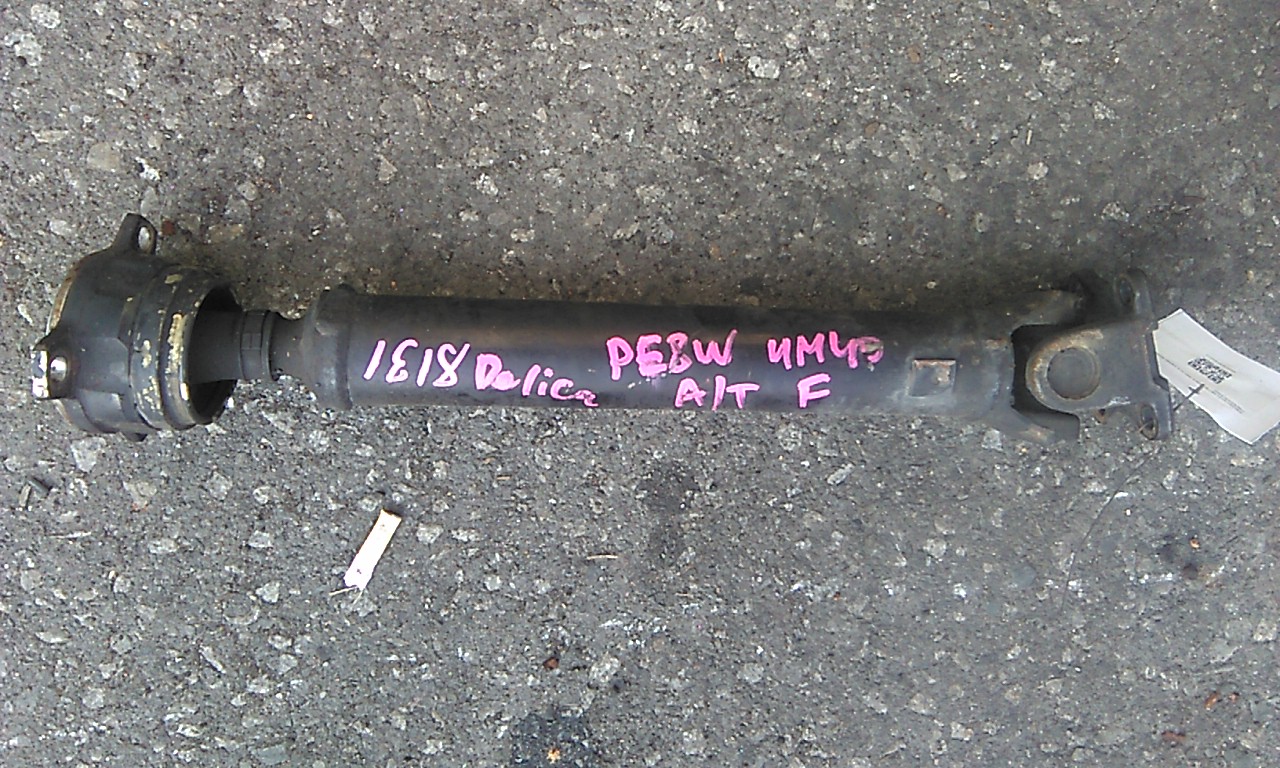 1818 Delica PE8W 4M40
A/T F